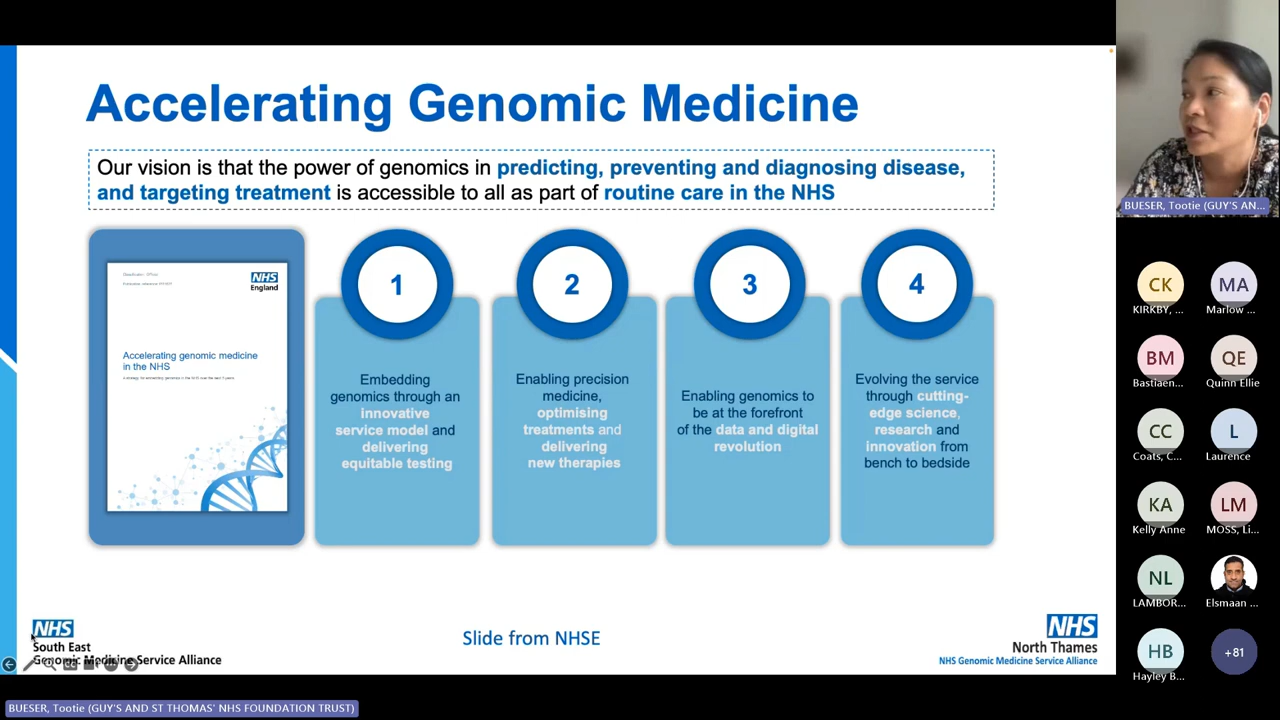 Accelerating Genomic Medicine
Our vision is that the power of genomics in predicting, preventing and diagnosing disease,
and targeting treatment is accessible to all as part of routine care in the NHS
NHS
England
Accelerating genomic medicine
in the NHS
1
Embedding
genomics through an
innovative
service model and
delivering
equitable testing
2
Enabling precision
medicine,
optimising
treatments and
delivering
new therapies
3
Enabling genomics to
be at the forefront
of the data and digital
revolution
4
Evolving the service
through cutting-
edge science,
research and
innovation from
bench to bedside
NHS
South East
Genomic Medicine Service Alliance
Slide from NHSE
NHS
North Thames
NHS Genomic Medicine Service Alliance
BUESER, Tootie (GUY'S AND ST THOMAS' NHS FOUNDATION TRUST)
BUESER, Tootie (GUY'S AN...
CK
KIRKBY, ...
MA
Marlow ...
BM
Bastiaen...
QE
Quinn Ellie
CC
Coats, C...
L
Laurence
KA
Kelly Anne
LM
MOSS, Li...
NL
LAMBOR...
Elsmaan ...
HB
Hayley B...
+81